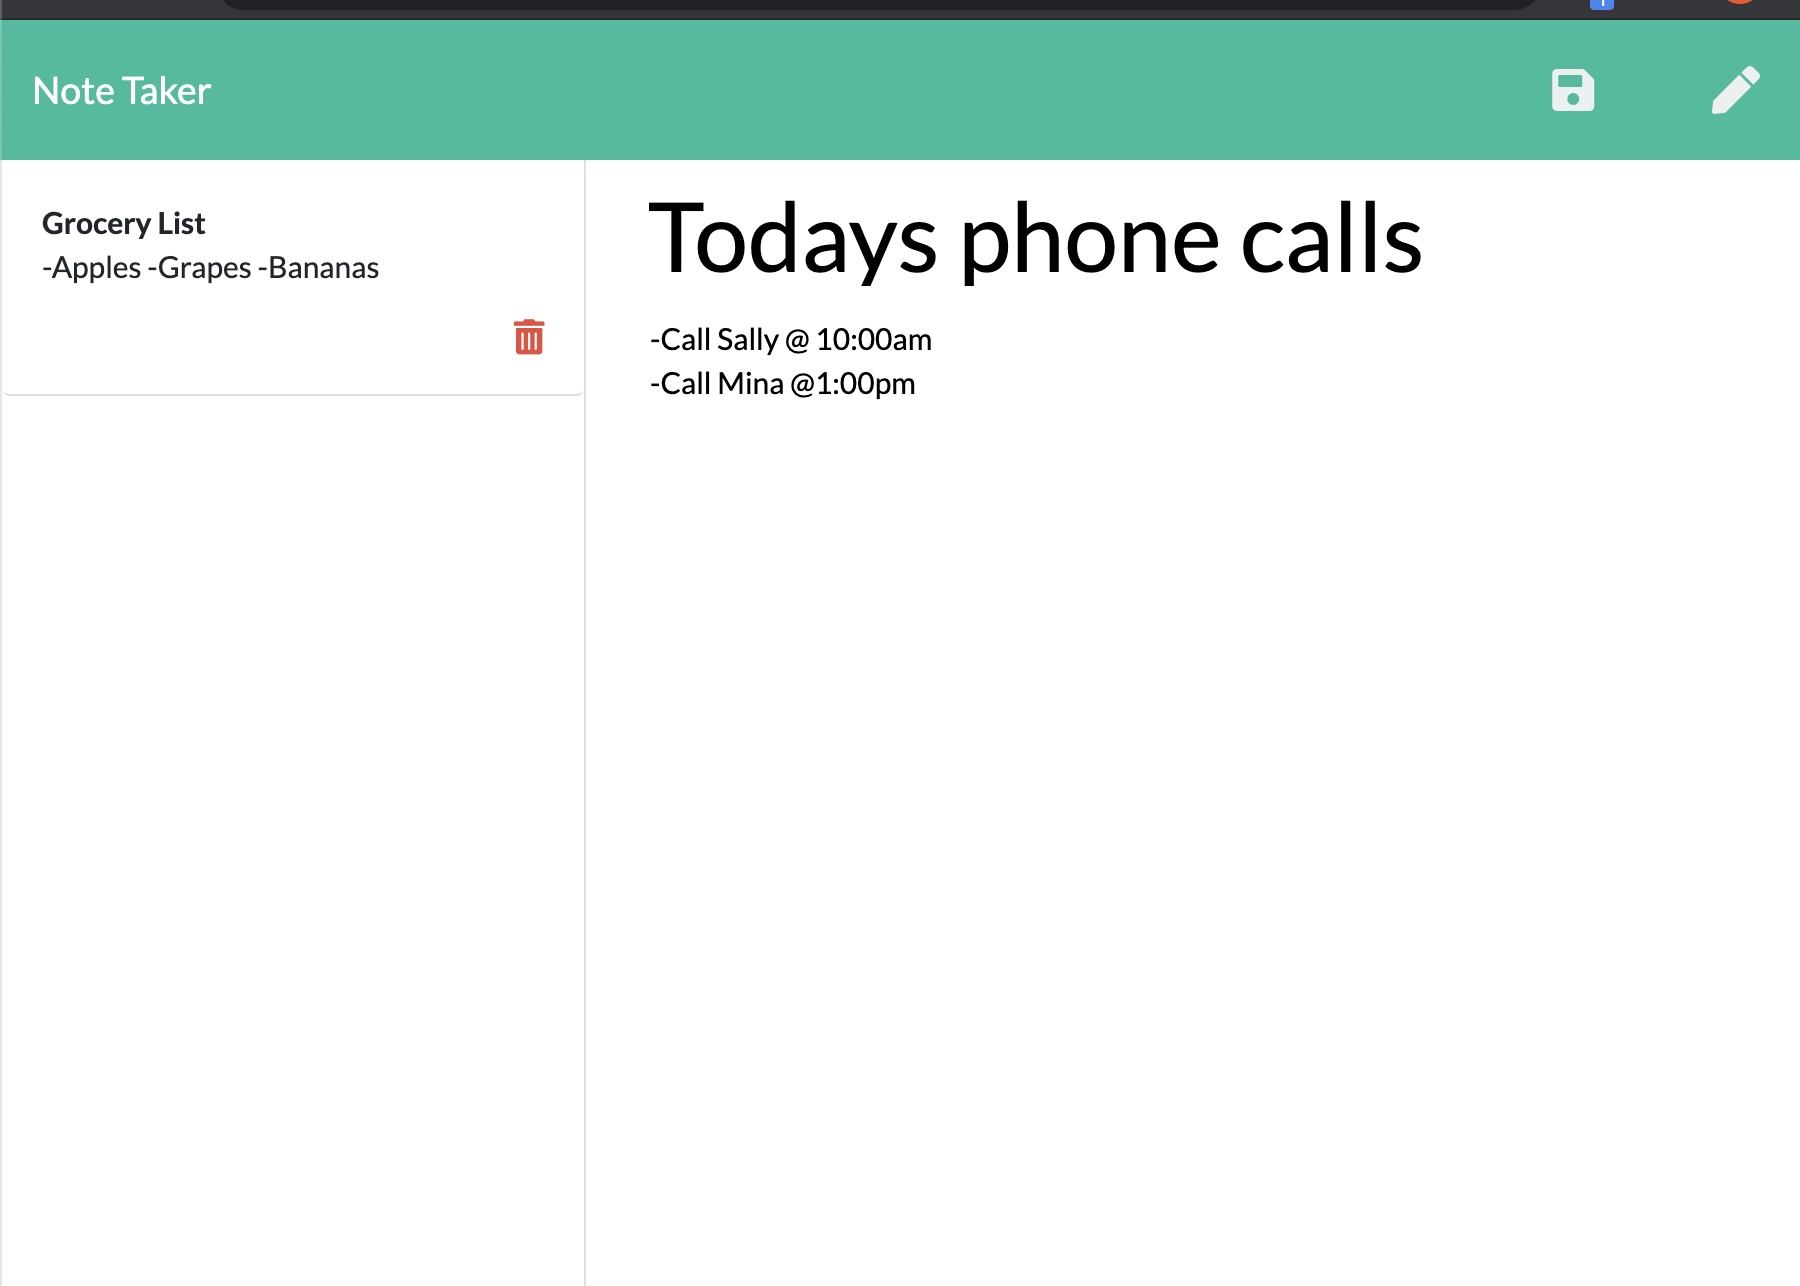 Note Taker
Grocery List
-Apples -Grapes -Bananas
Todays phone calls
-Call Sally @ 10:00am
-Call Mina @1:00pm